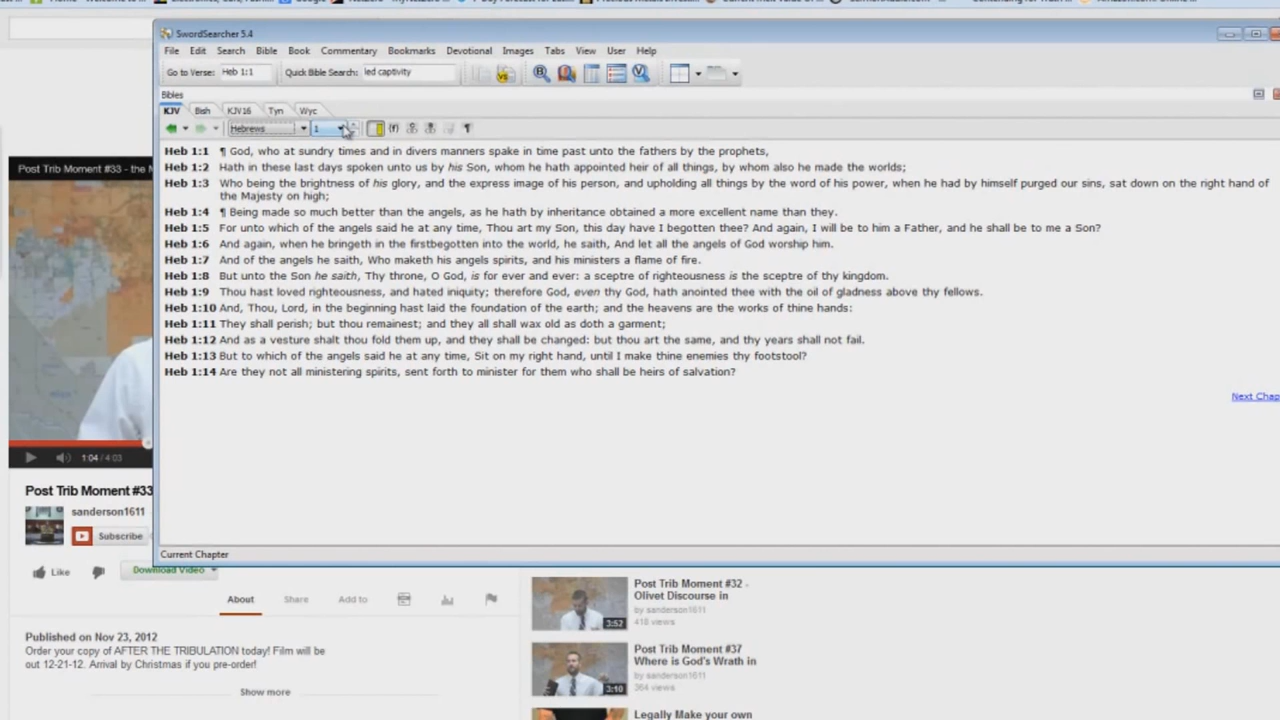 SwordSearcher 5.4
File Edit Search Bible Book Commentary Bookmarks Devotional Images Tabs View User Help
Go to Verse: Heb 1:1 Quick Bible Search: led captivity
Bibles
KJV Bish KJV16 Tyn Wyc
Hebrews 1
Heb 1:1 ¶ God, who at sundry times and in divers manners spake in time past unto the fathers by the prophets,
Heb 1:2 Hath in these last days spoken unto us by his Son, whom he hath appointed heir of all things, by whom also he made the worlds;
Heb 1:3 Who being the brightness of his glory, and the express image of his person, and upholding all things by the word of his power, when he had by himself purged our sins, sat down on the right hand of
the Majesty on high;
Heb 1:4 ¶ Being made so much better than the angels, as he hath by inheritance obtained a more excellent name than they.
Heb 1:5 For unto which of the angels said he at any time, Thou art my Son, this day have I begotten thee? And again, I will be to him a Father, and he shall be to me a Son?
Heb 1:6 And again, when he bringeth in the firstbegotten into the world, he saith, And let all the angels of God worship him.
Heb 1:7 And of the angels he saith, Who maketh his angels spirits, and his ministers a flame of fire.
Heb 1:8 But unto the Son he saith, Thy throne, O God, is for ever and ever: a sceptre of righteousness is the sceptre of thy kingdom.
Heb 1:9 Thou hast loved righteousness, and hated iniquity; therefore God, even thy God, hath anointed thee with the oil of gladness above thy fellows.
Heb 1:10 And, Thou, Lord, in the beginning hast laid the foundation of the earth; and the heavens are the works of thine hands:
Heb 1:11 They shall perish; but thou remainest; and they all shall wax old as doth a garment;
Heb 1:12 And as a vesture shalt thou fold them up, and they shall be changed: but thou art the same, and thy years shall not fail.
Heb 1:13 But to which of the angels said he at any time, Sit on my right hand, until I make thine enemies thy footstool?
Heb 1:14 Are they not all ministering spirits, sent forth to minister for them who shall be heirs of salvation?
Next Chap
Current Chapter
Post Trib Moment #33 - the M
1:04 / 4:03
Post Trib Moment #33
sanderson1611
Subscribe
Like Download Video
About Share Add to
Published on Nov 23, 2012
Order your copy of AFTER THE TRIBULATION today! Film will
be out 12-21-12. Arrival by Christmas if you pre-order!
Show more
Post Trib Moment #32 -
Olivet Discourse in
by sanderson1611
418 views
3:52
Post Trib Moment #37
Where is God's Wrath in
by sanderson1611
364 views
3:10
Legally Make your own